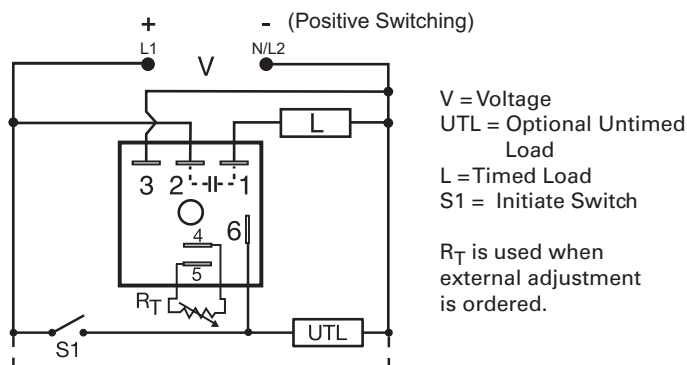 + - (Positive Switching)
L1 V N/L2
L
3 2 1
6
4
5
RT
S1 UTL
V = Voltage
UTL = Optional Untimed
Load
L = Timed Load
S1 = Initiate Switch
RT is used when
external adjustment
is ordered.